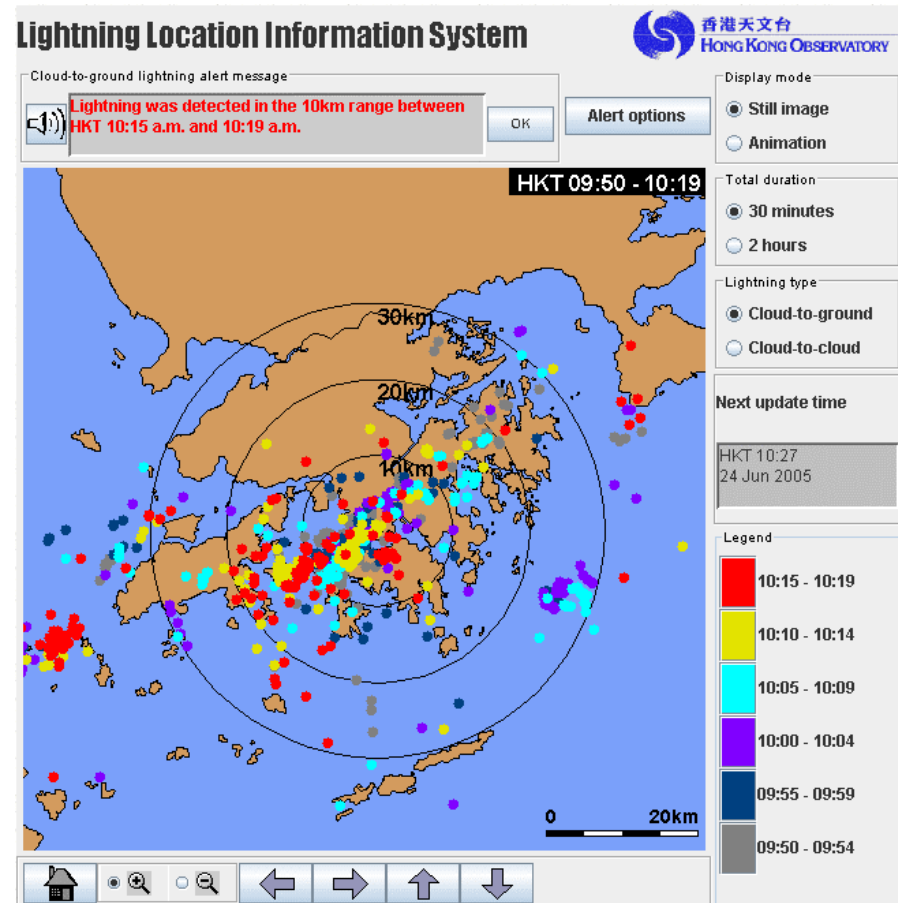 Lightning Location Information System
香港天文台
HONG KONG OBSERVATORY
Cloud-to-ground lightning alert message
Lightning was detected in the 10km range between
HKT 10:15 a.m. and 10:19 a.m.
OK
Alert options
Display mode
Still image
Animation
Total duration
30 minutes
2 hours
Lightning type
Cloud-to-ground
Cloud-to-cloud
Next update time
HKT 10:27
24 Jun 2005
HKT 09:50 - 10:19
30km
20km
10km
0 20km
Legend
10:15 - 10:19
10:10 - 10:14
10:05 - 10:09
10:00 - 10:04
09:55 - 09:59
09:50 - 09:54